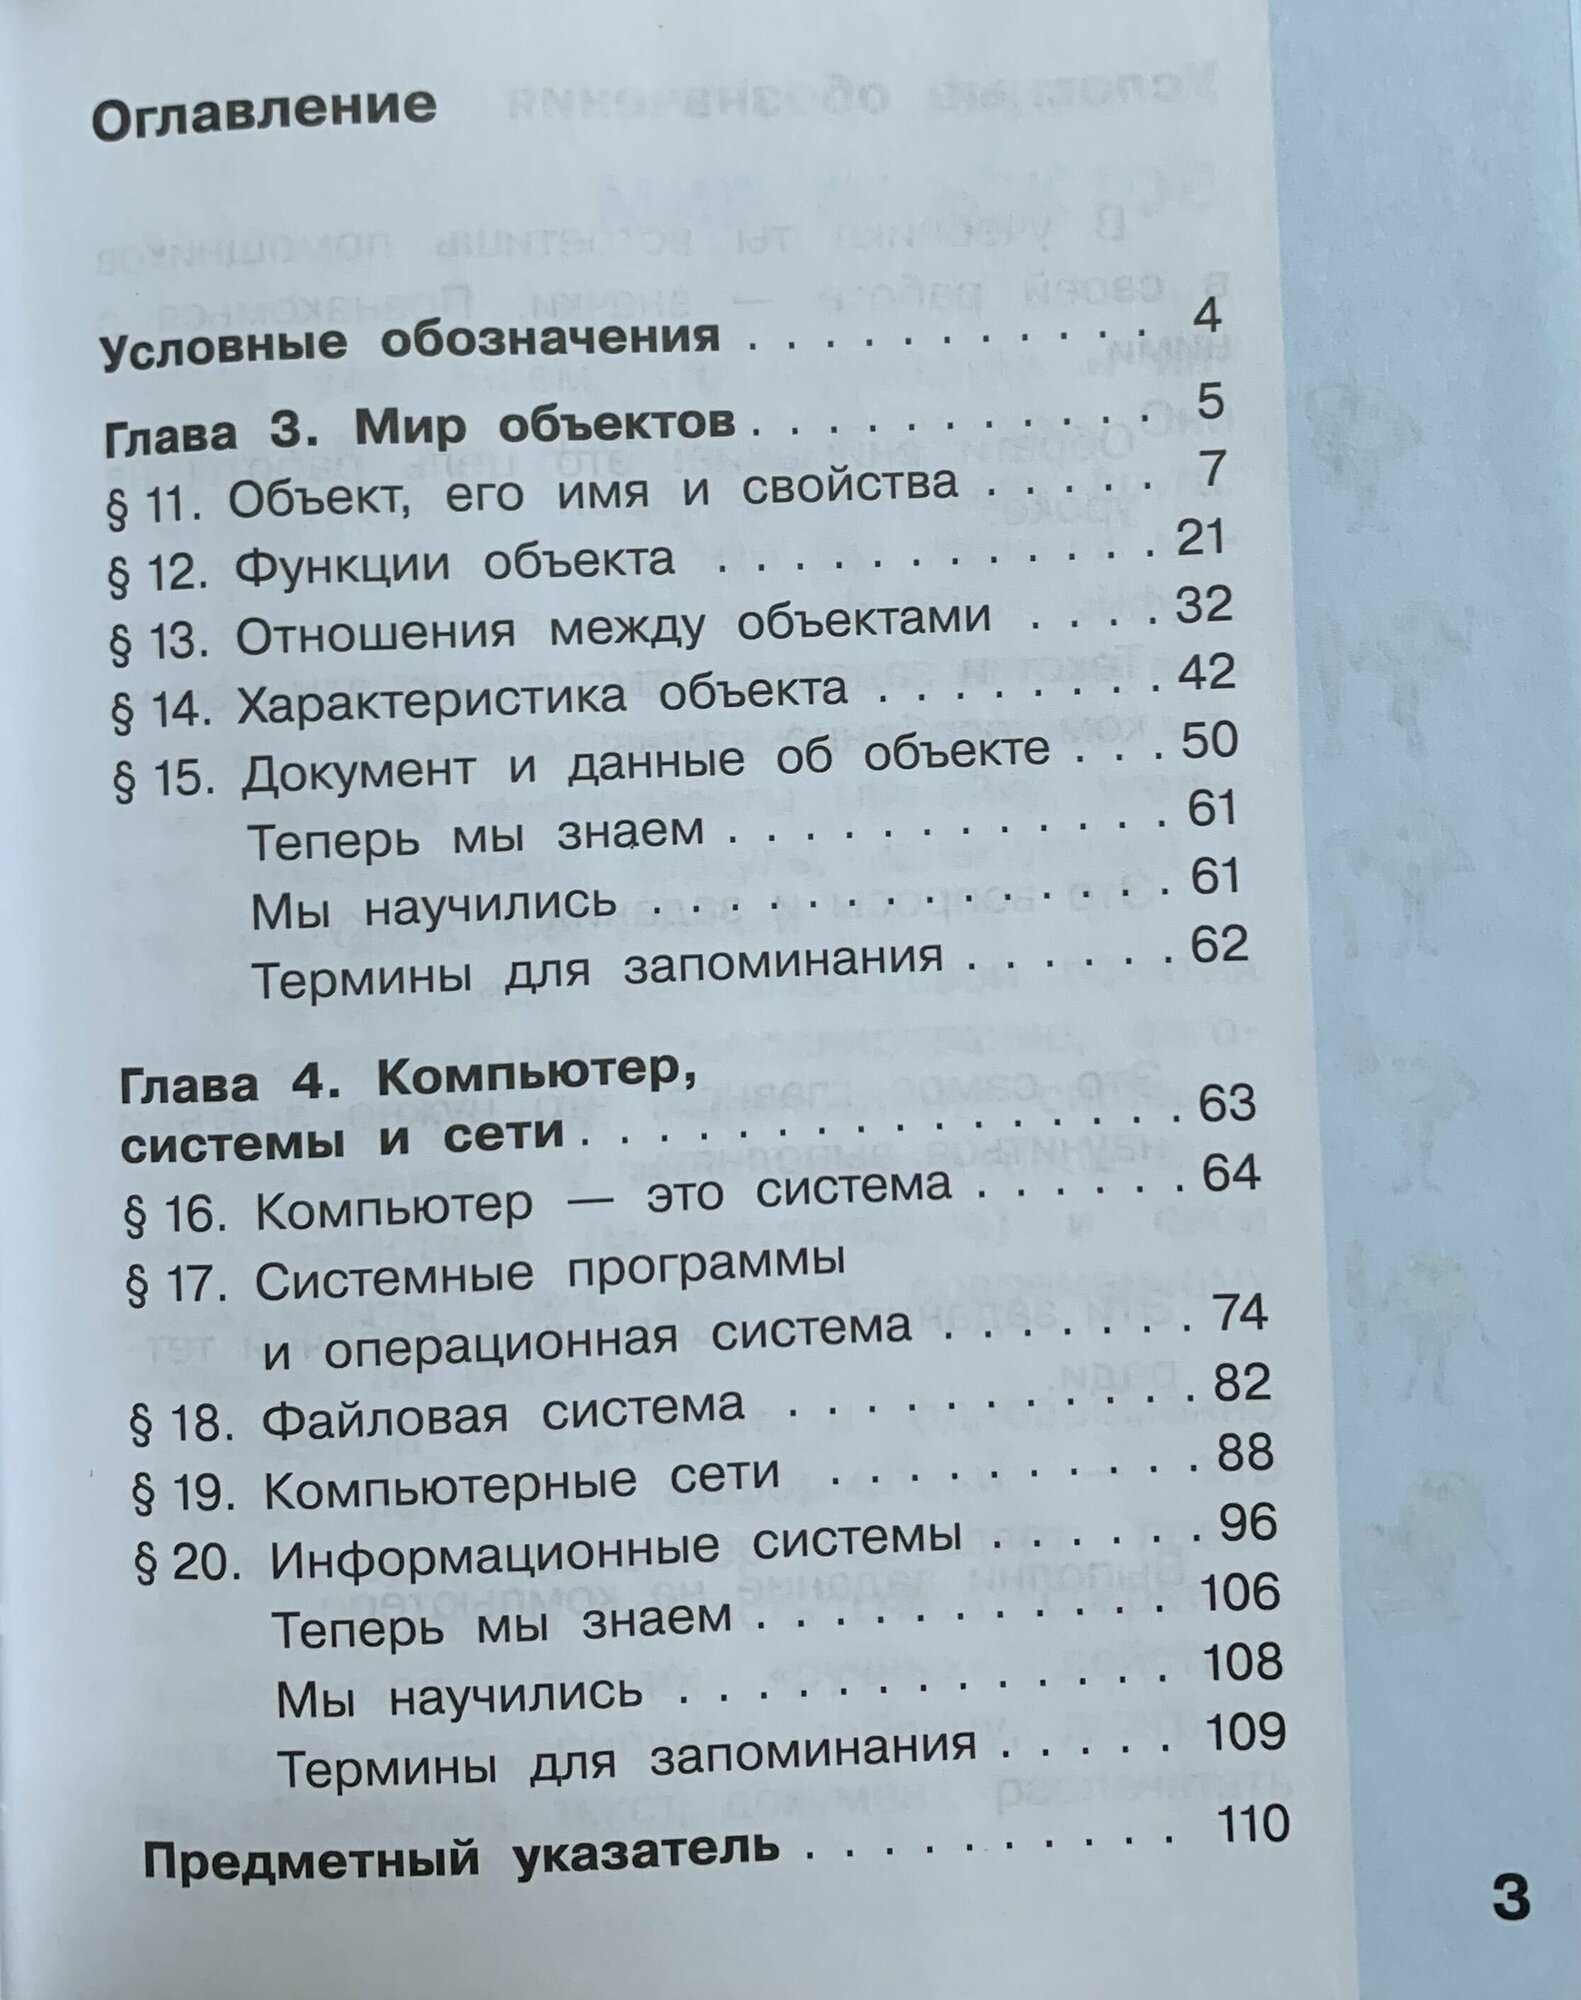 Оглавление
Условные обозначения . . . . . . . . . . . 4
Глава 3. Мир объектов . . . . . . . . . . . 5
§ 11. Объект, его имя и свойства . . . . . 7
§ 12. Функции объекта . . . . . . . . . . . . 21
§ 13. Отношения между объектами . . . . 32
§ 14. Характеристика объекта . . . . . . . . 42
§ 15. Документ и данные об объекте . . . 50
Теперь мы знаем . . . . . . . . . . . . 61
Мы научились . . . . . . . . . . . . . . 61
Термины для запоминания . . . . . . 62
Глава 4. Компьютер,
системы и сети . . . . . . . . . . . . . . . . 63
§ 16. Компьютер — это система . . . . . . 64
§ 17. Системные программы
и операционная система . . . . . . . 74
§ 18. Файловая система . . . . . . . . . . . 82
§ 19. Компьютерные сети . . . . . . . . . . 88
§ 20. Информационные системы . . . . . . 96
Теперь мы знаем . . . . . . . . . . . 106
Мы научились . . . . . . . . . . . . . 108
Термины для запоминания . . . . . 109
Предметный указатель . . . . . . . . . . 110
3